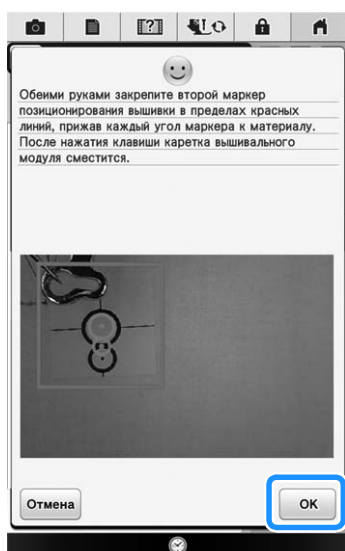 Обеими руками закрепите второй маркер
позиционирования вышивки в пределах красных
линий, прижав каждый угол маркера к материалу.
После нажатия клавиши каретка вышивального
модуля сместится.
Отмена
OK